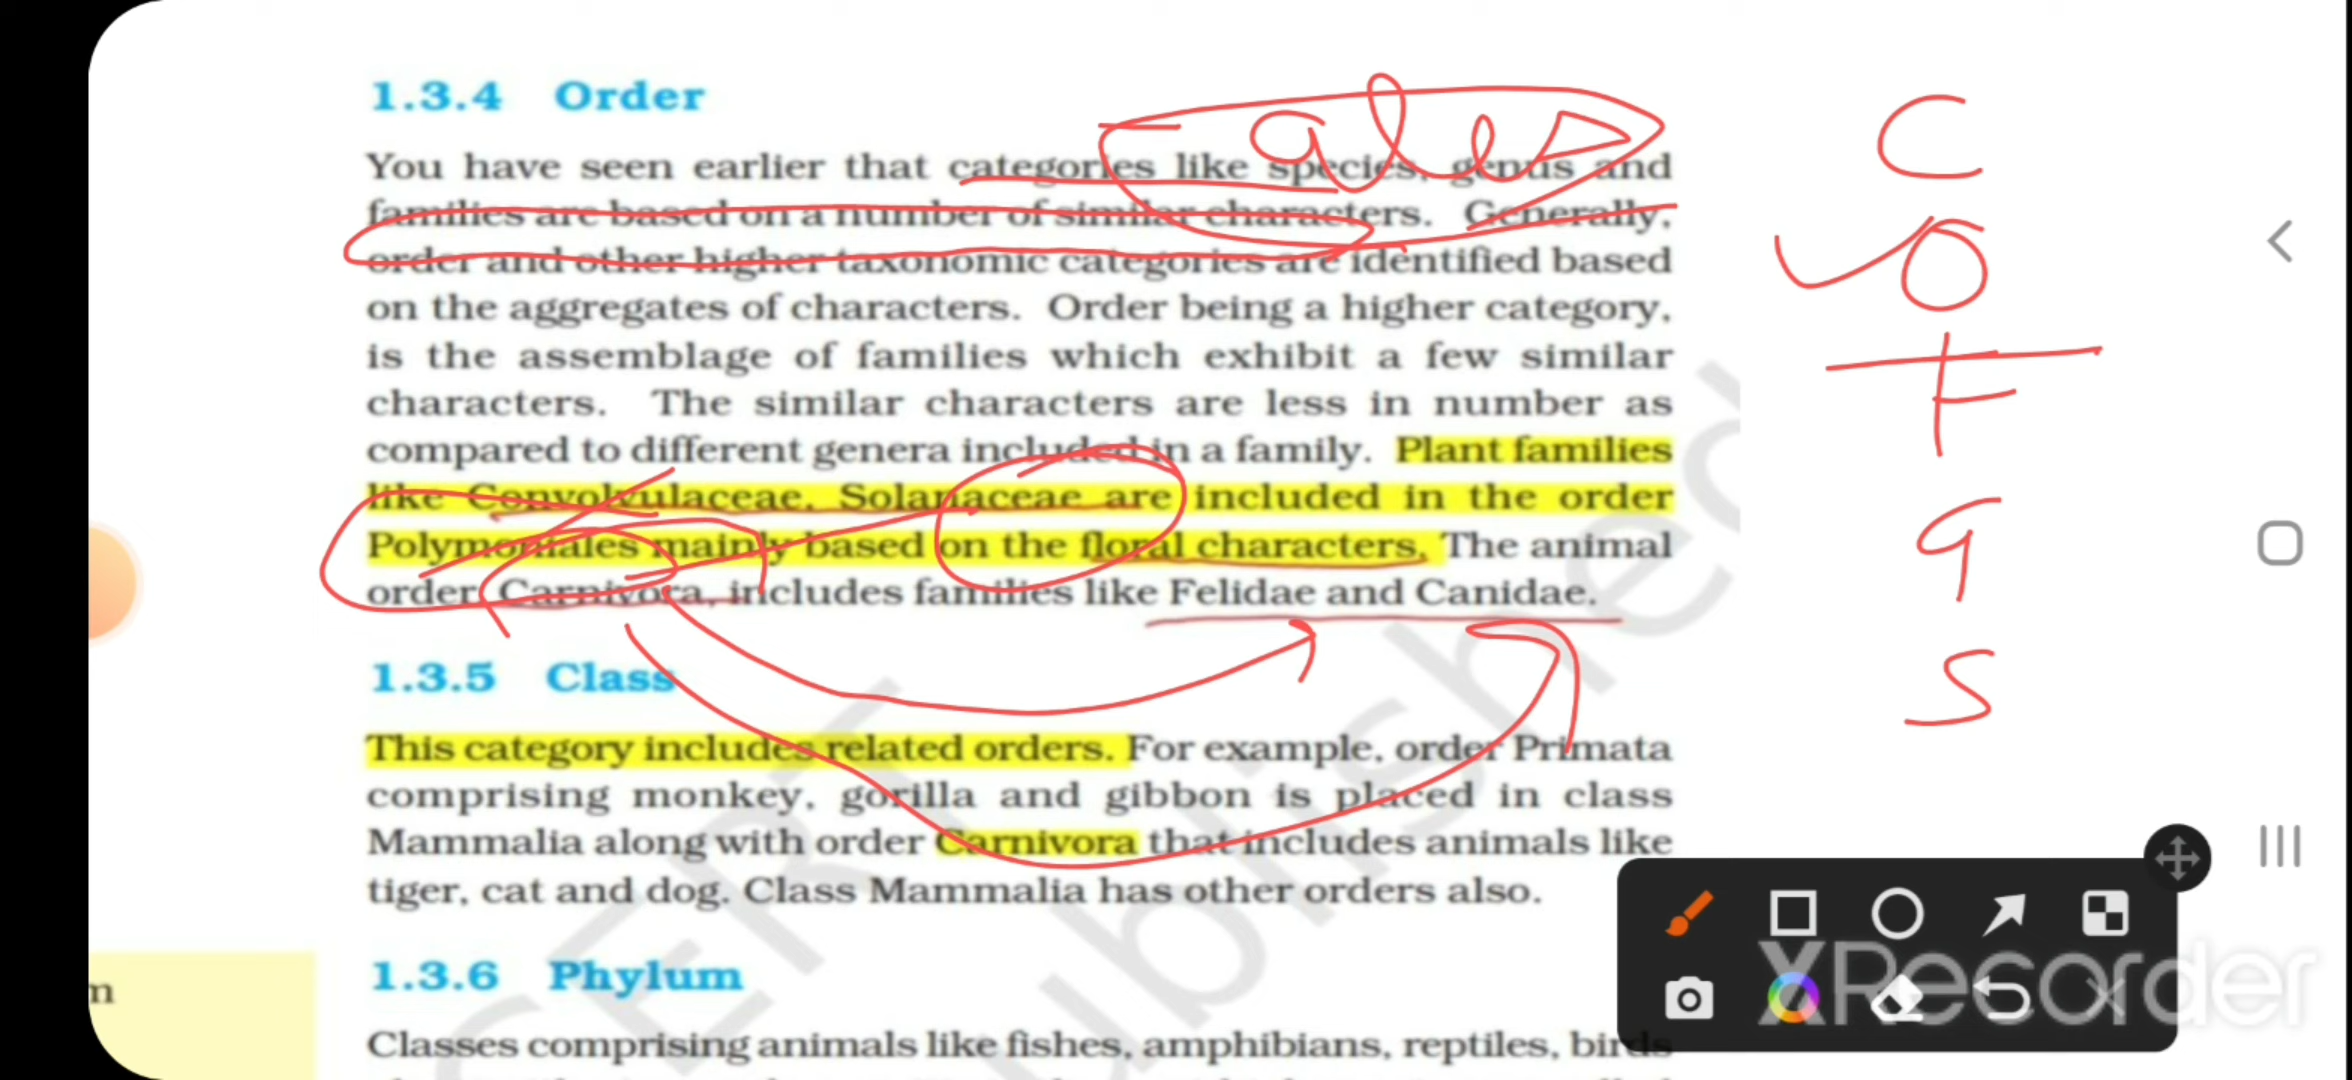 1.3.4 Order
– ales
You have seen earlier that categories like species, genus and
families are based on a number of similar characters. Generally,
order and other higher taxonomic categories are identified based
on the aggregates of characters. Order being a higher category,
is the assemblage of families which exhibit a few similar
characters. The similar characters are less in number as
compared to different genera included in a family. Plant families
like Convolvulaceae, Solanaceae are included in the order
Polymoniales mainly based on the floral characters. The animal
order, Carnivora, includes families like Felidae and Canidae.
1.3.5 Class
This category includes related orders. For example, order Primata
comprising monkey, gorilla and gibbon is placed in class
Mammalia along with order Carnivora that includes animals like
tiger, cat and dog. Class Mammalia has other orders also.
1.3.6 Phylum
Classes comprising animals like fishes, amphibians, reptiles, birds
m
C
O
F
G
S
XRecorder